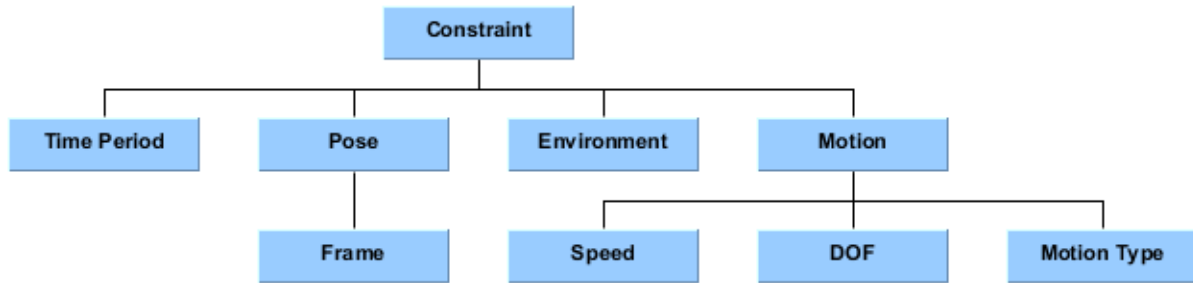 Constraint
Time Period
Pose
Environment
Motion
Frame
Speed
DOF
Motion Type